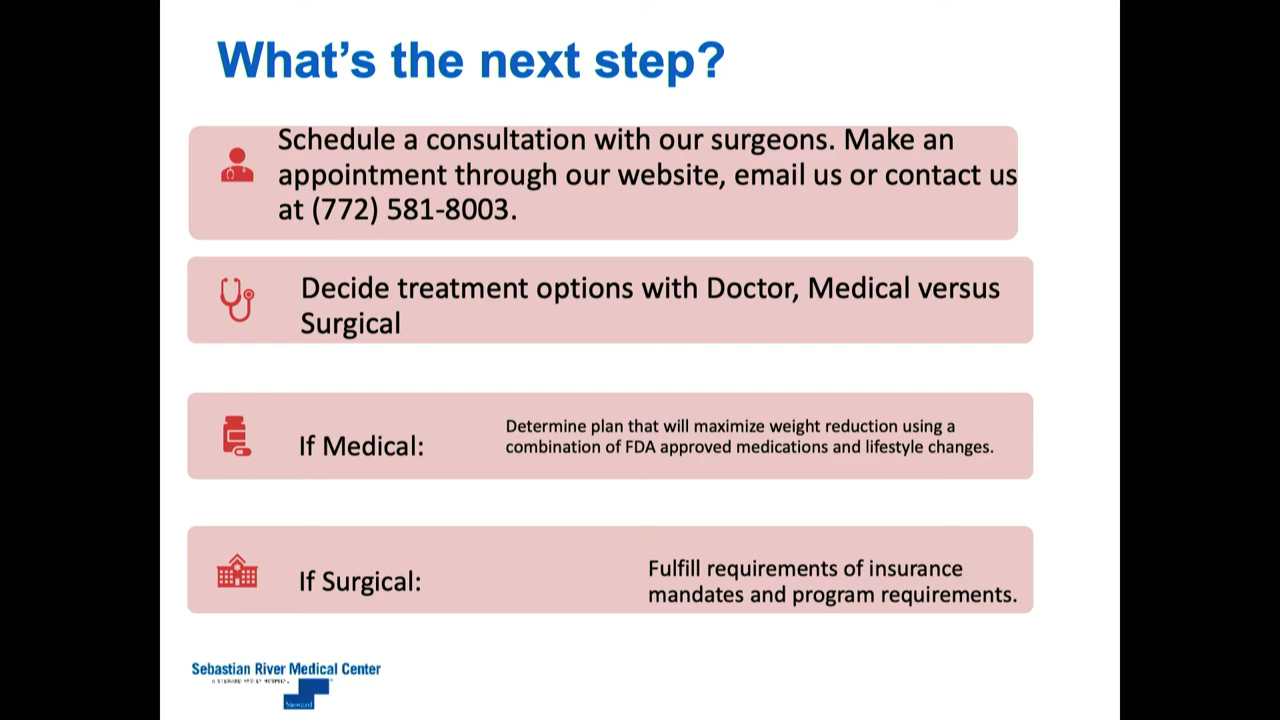 What's the next step?
Schedule a consultation with our surgeons. Make an
appointment through our website, email us or contact us
at (772) 581-8003.
Decide treatment options with Doctor, Medical versus
Surgical
If Medical:
Determine plan that will maximize weight reduction using a
combination of FDA approved medications and lifestyle changes.
If Surgical:
Fulfill requirements of insurance
mandates and program requirements.
Sebastian River Medical Center
Steward